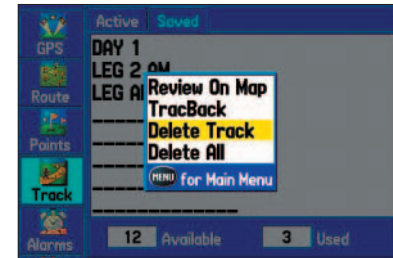 Active Saved
GPS
DAY 1
LEG 2 AM
LEG
Review On Map
Route
TracBack
Delete Track
Points
Delete All
MENU for Main Menu
Track
12 Available 3 Used
Alarms